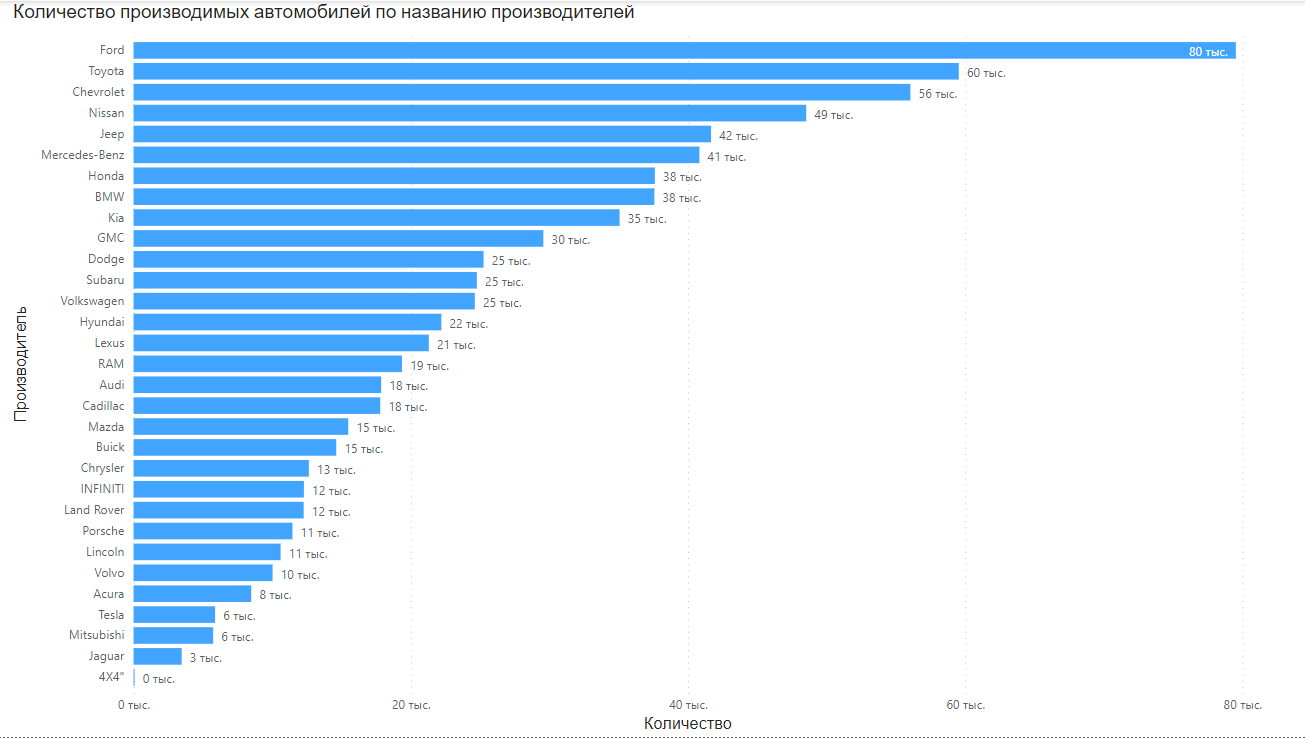 Количество производимых автомобилей по названию производителей
Ford 80 тыс.
Toyota 60 тыс.
Chevrolet 56 тыс.
Nissan 49 тыс.
Jeep 42 тыс.
Mercedes-Benz 41 тыс.
Honda 38 тыс.
BMW 38 тыс.
Kia 35 тыс.
GMC 30 тыс.
Dodge 25 тыс.
Subaru 25 тыс.
Volkswagen 25 тыс.
Hyundai 22 тыс.
Lexus 21 тыс.
RAM 19 тыс.
Audi 18 тыс.
Cadillac 18 тыс.
Mazda 15 тыс.
Buick 15 тыс.
Chrysler 13 тыс.
INFINITI 12 тыс.
Land Rover 12 тыс.
Porsche 11 тыс.
Lincoln 11 тыс.
Volvo 10 тыс.
Acura 8 тыс.
Tesla 6 тыс.
Mitsubishi 6 тыс.
Jaguar 3 тыс.
4X4" 0 тыс.
Производитель
0 тыс. 20 тыс. 40 тыс. 60 тыс. 80 тыс.
Количество